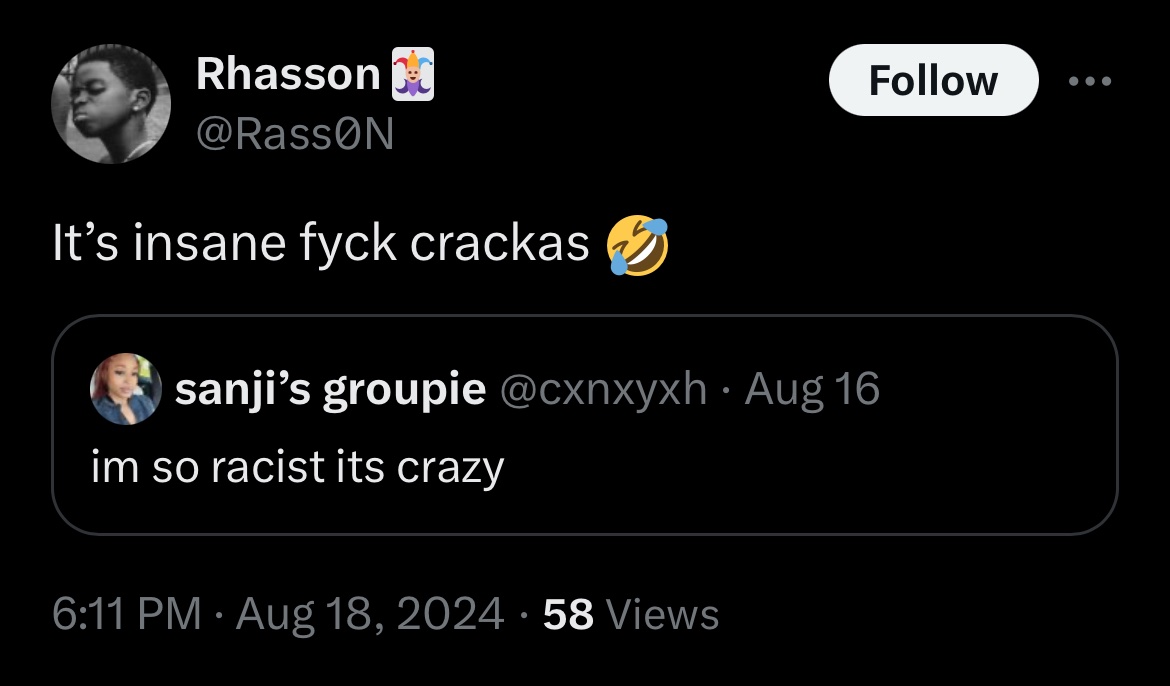 Rhasson🃏
Follow
@Rass0N
It’s insane fyck crackas 🤣
sanji’s groupie @cxnxyxh · Aug 16
im so racist its crazy
6:11 PM · Aug 18, 2024 · 58 Views